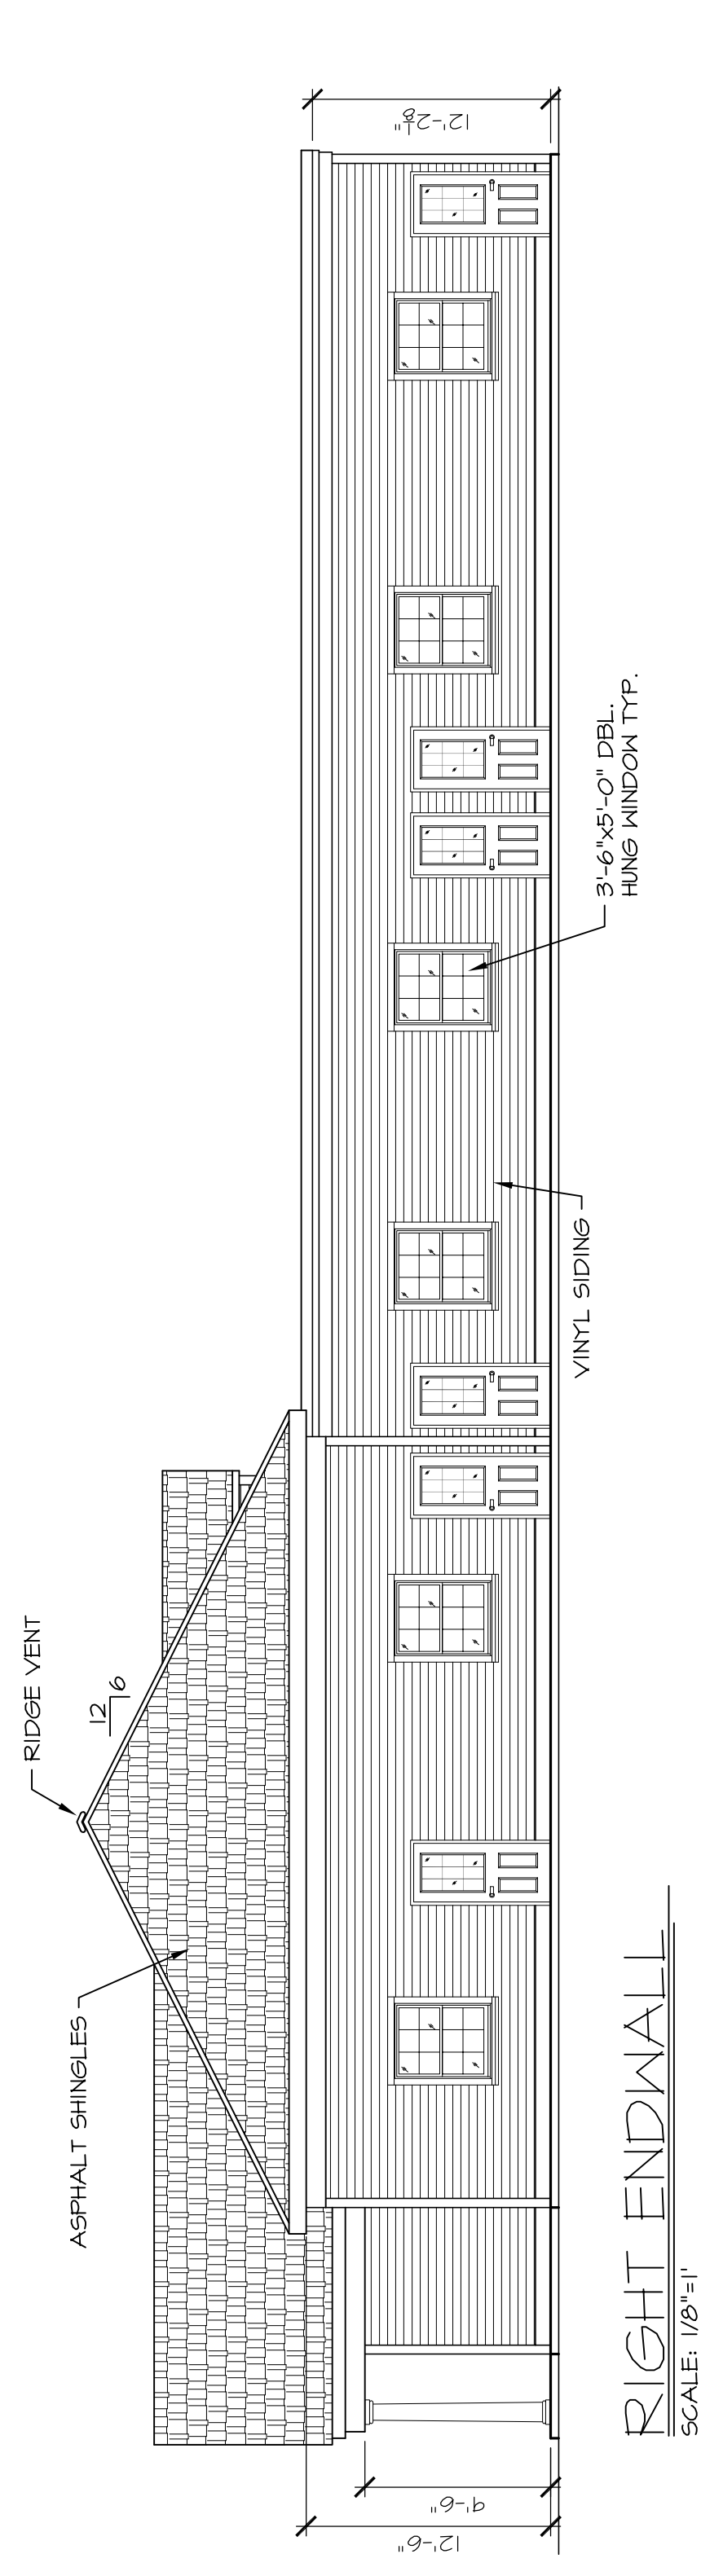 RIDGE VENT
12
6
ASPHALT SHINGLES
12'-6"
9'-6"
12'-2 1/8"
VINYL SIDING
3'-6"x5'-0" DBL.
HUNG WINDOW TYP.
RIGHT ENDWALL
SCALE: 1/8"=1'